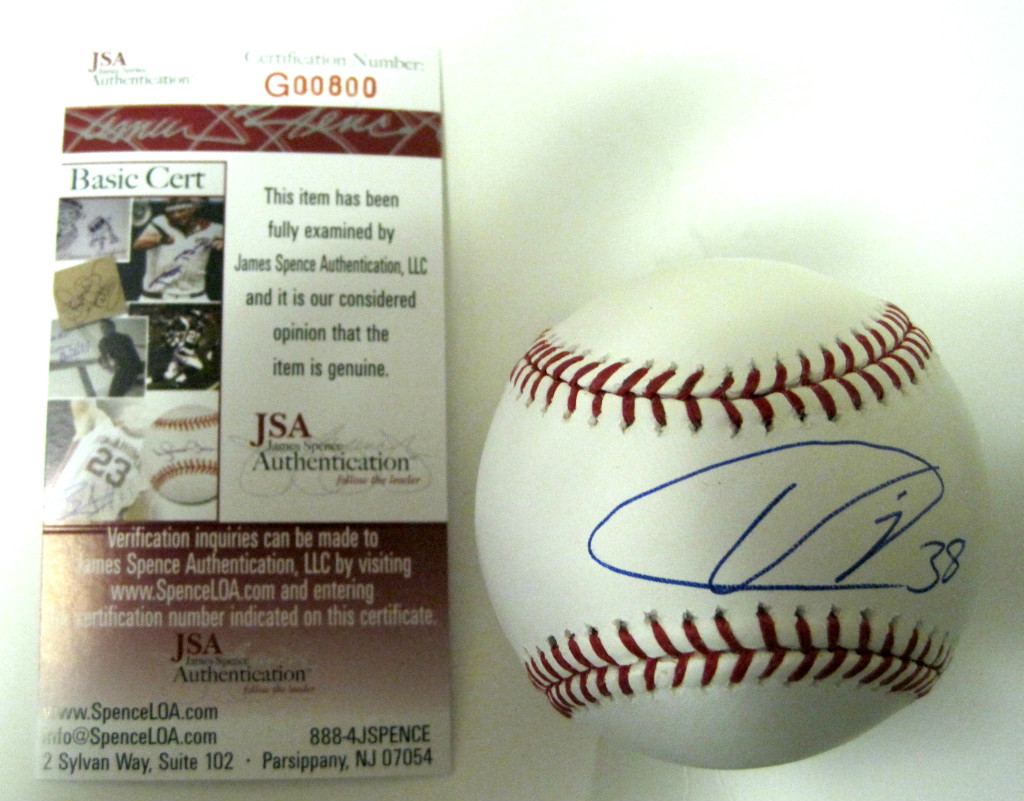 JSA
James Spence
Authentication
Certification Number:
G00800
Basic Cert
This item has been
fully examined by
James Spence Authentication, LLC
and it is our considered
opinion that the
item is genuine.
23
JSA
James Spence
Authentication
follow the leader
Verification inquiries can be made to
James Spence Authentication, LLC by visiting
www.SpenceLOA.com and entering
certification number indicated on this certificate.
JSA
James Spence
Authentication™
follow the leader
www.SpenceLOA.com
info@SpenceLOA.com 888-4JSPENCE
2 Sylvan Way, Suite 102 · Parsippany, NJ 07054
38